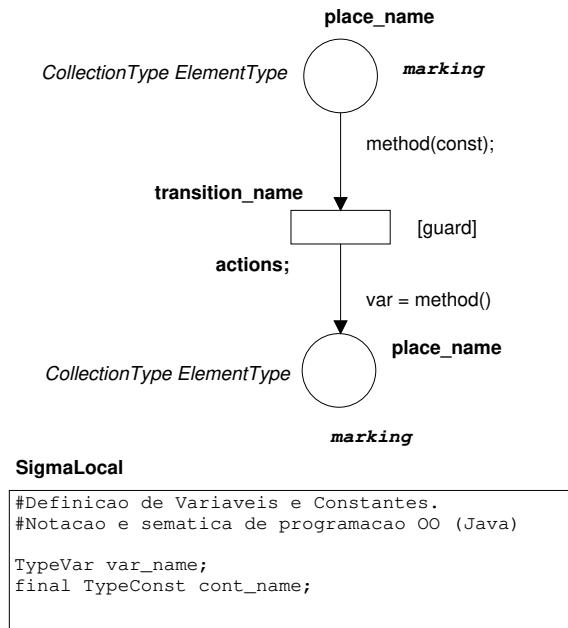 place_name
CollectionType ElementType
marking
method(const);
transition_name
[guard]
actions;
var = method()
place_name
CollectionType ElementType
marking
SigmaLocal
#Definicao de Variaveis e Constantes.
#Notacao e sematica de programacao OO (Java)
TypeVar var_name;
final TypeConst cont_name;